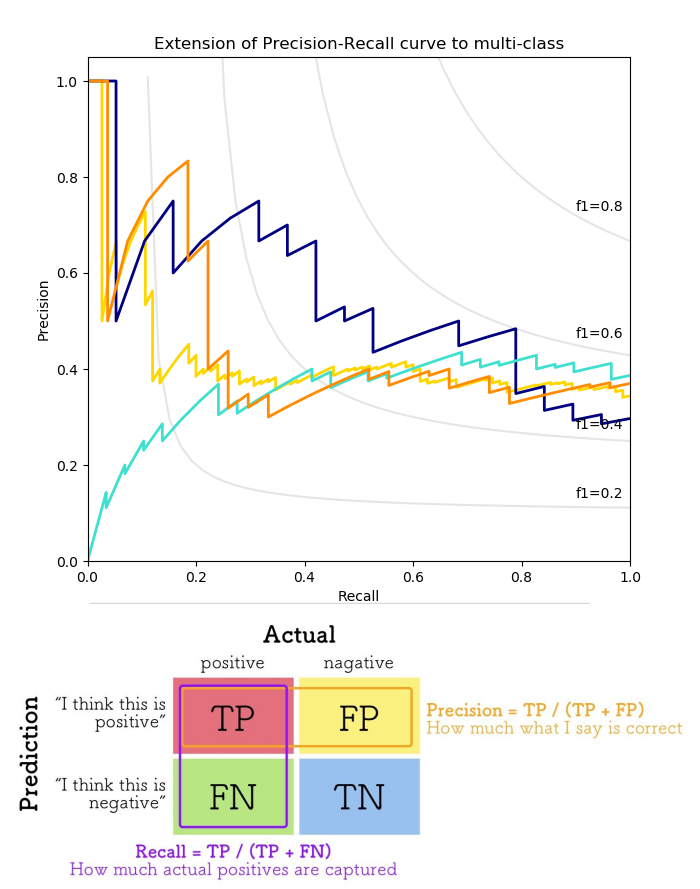 Extension of Precision-Recall curve to multi-class
1.0
0.8
0.6
0.4
0.2
0.0
Precision
f1=0.8
f1=0.6
f1=0.4
f1=0.2
0.0 0.2 0.4 0.6 0.8 1.0
Recall
Actual
positive nagative
Prediction
“I think this is
positive”
TP FP
Precision = TP / (TP + FP)
How much what I say is correct
“I think this is
negative”
FN TN
Recall = TP / (TP + FN)
How much actual positives are captured